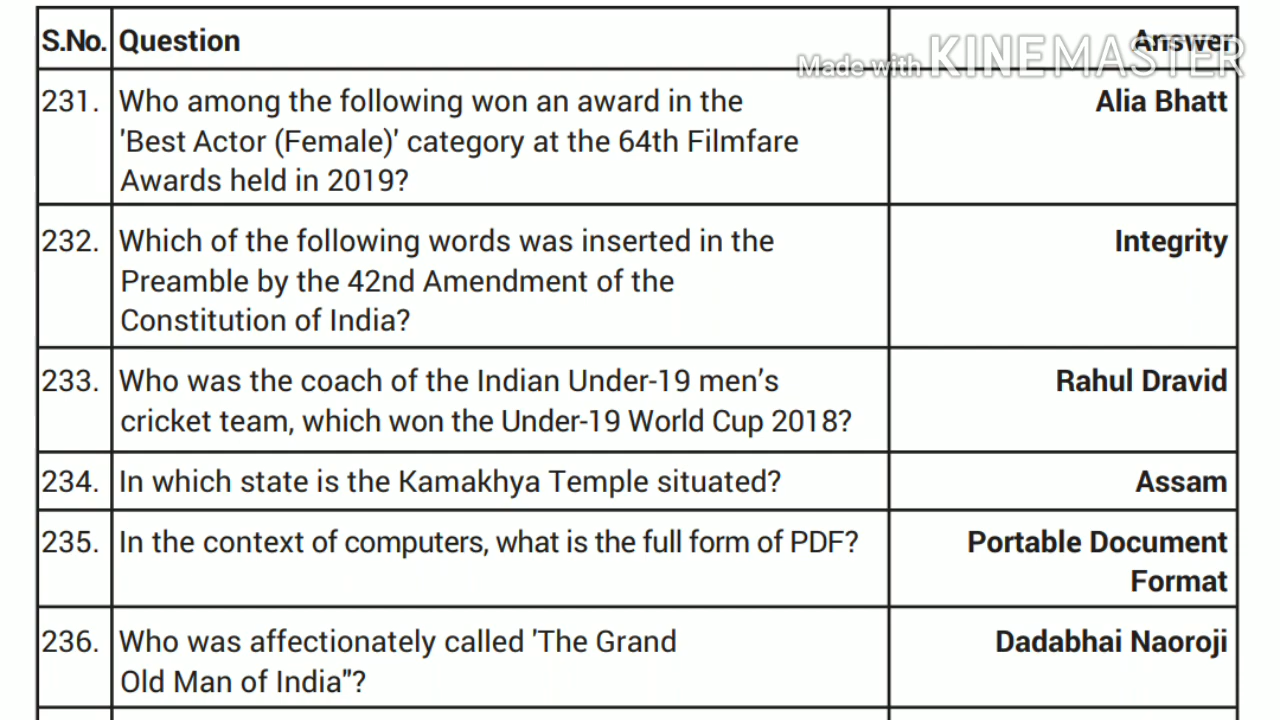 S.No. Question Answer
Made with KINEMASTER
231. Who among the following won an award in the Alia Bhatt
'Best Actor (Female)' category at the 64th Filmfare
Awards held in 2019?
232. Which of the following words was inserted in the Integrity
Preamble by the 42nd Amendment of the
Constitution of India?
233. Who was the coach of the Indian Under-19 men’s Rahul Dravid
cricket team, which won the Under-19 World Cup 2018?
234. In which state is the Kamakhya Temple situated? Assam
235. In the context of computers, what is the full form of PDF? Portable Document
Format
236. Who was affectionately called 'The Grand Dadabhai Naoroji
Old Man of India"?